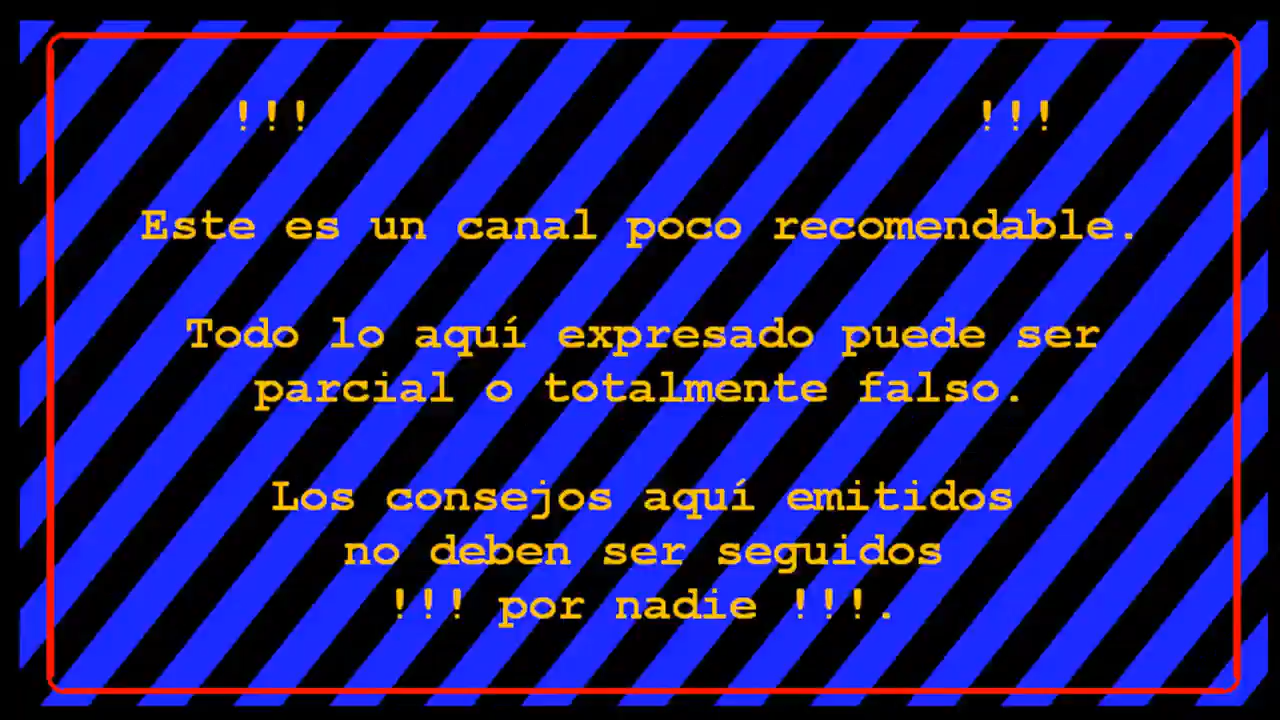 !!! !!!
Este es un canal poco recomendable.
Todo lo aquí expresado puede ser
parcial o totalmente falso.
Los consejos aquí emitidos
no deben ser seguidos
!!! por nadie !!!.